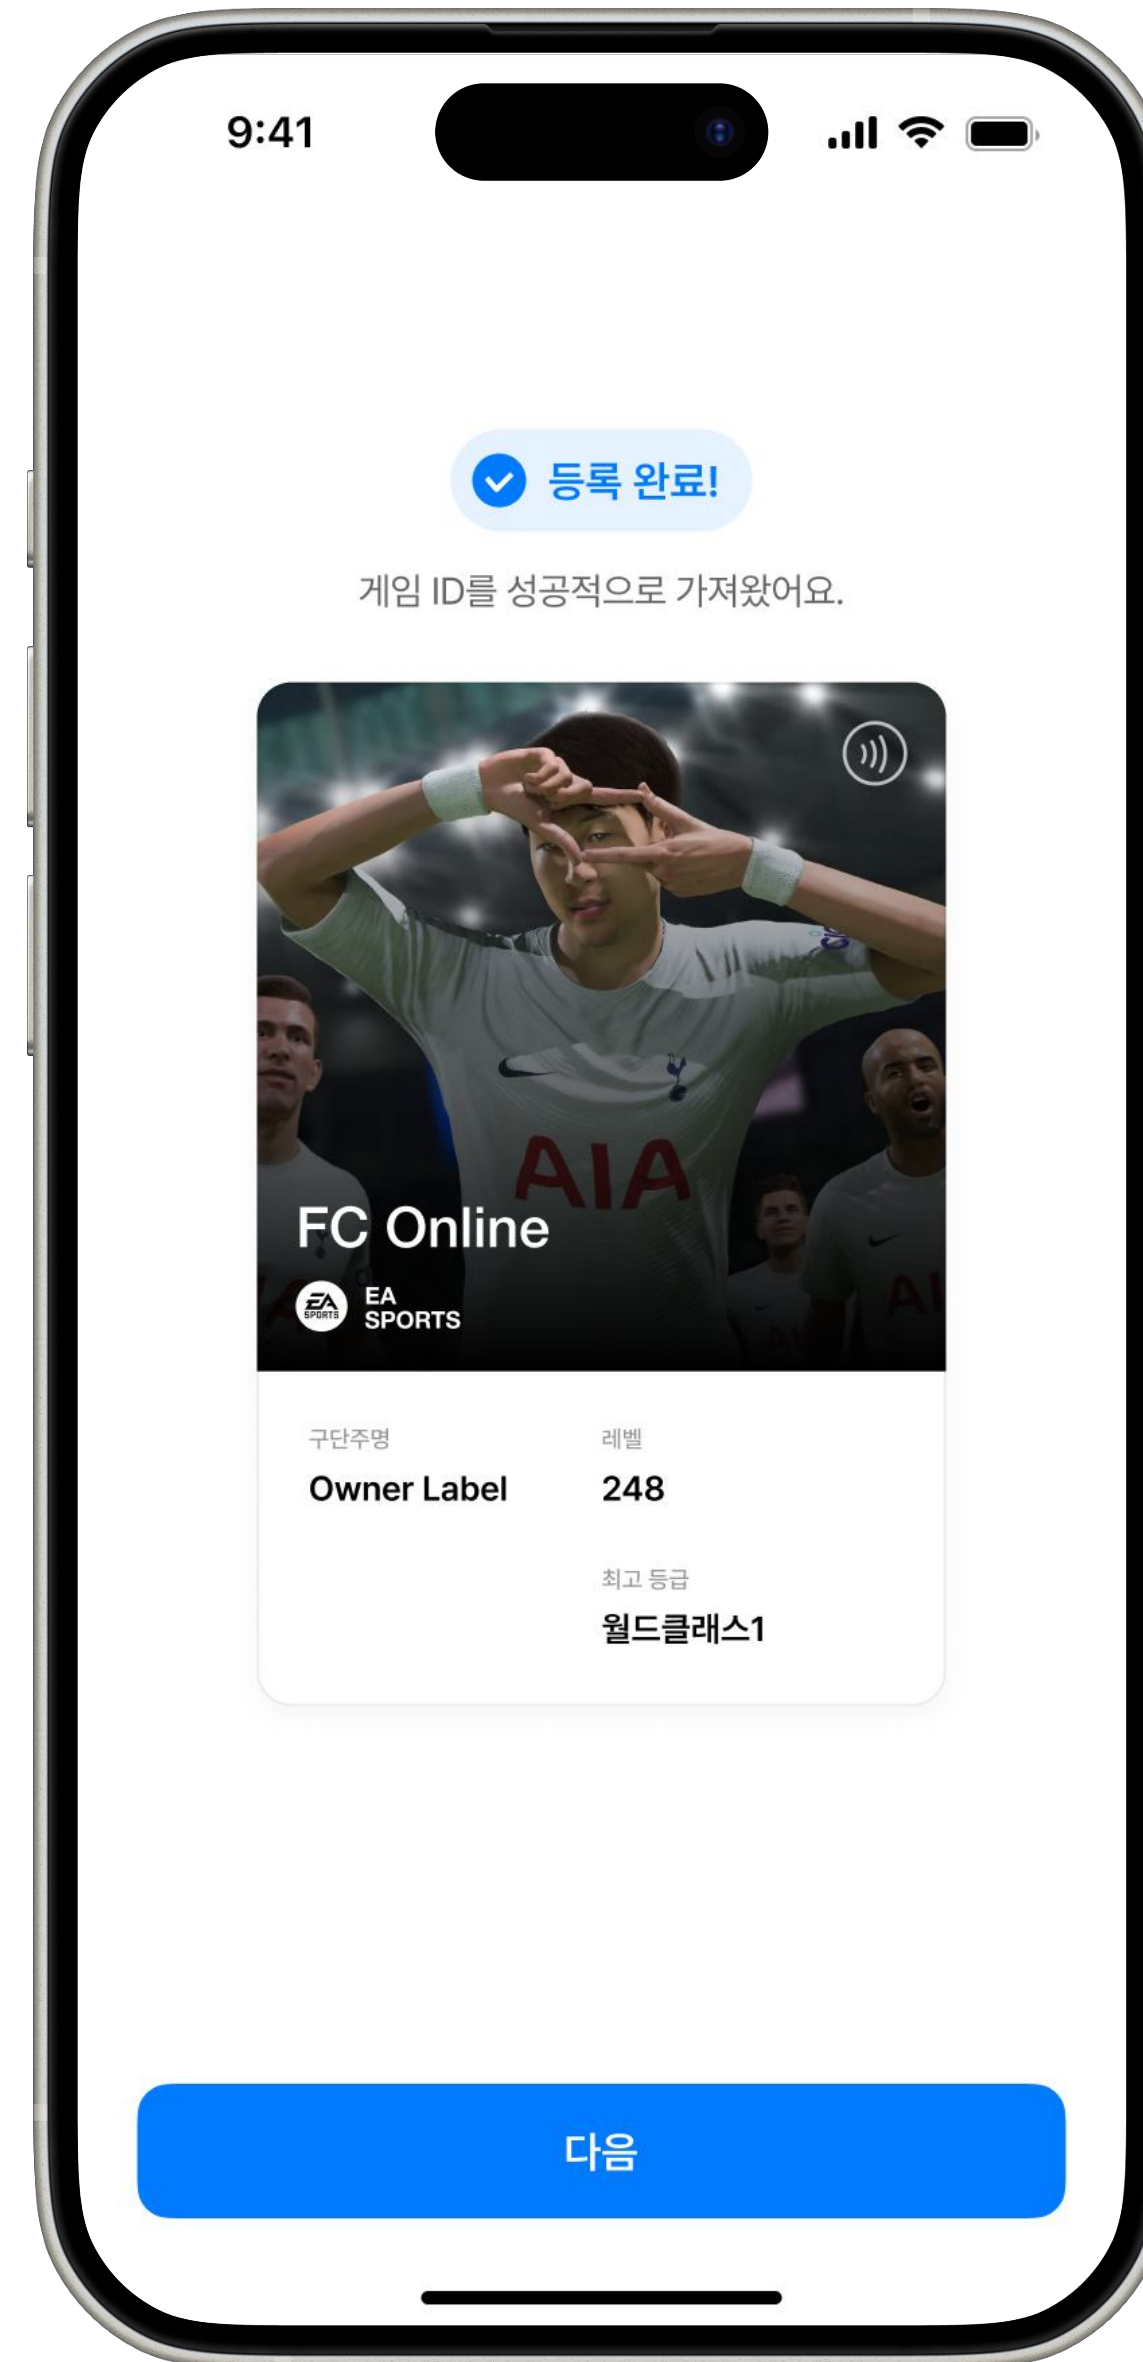 9:41
등록 완료!
게임 ID를 성공적으로 가져왔어요.
AIA
FC Online
EA
SPORTS
EA
SPORTS
구단주명
레벨
Owner Label
248
최고 등급
월드클래스1
다음